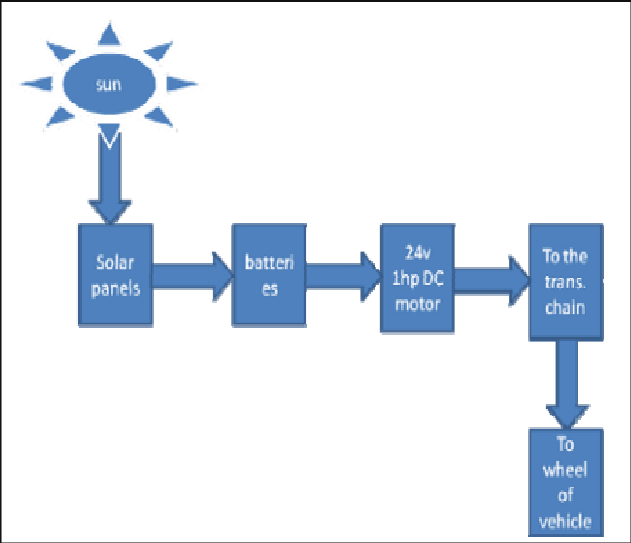 sun
Solar
panels
batteri
es
24v
1hp DC
motor
To the
trans.
chain
To
wheel
of
vehicle